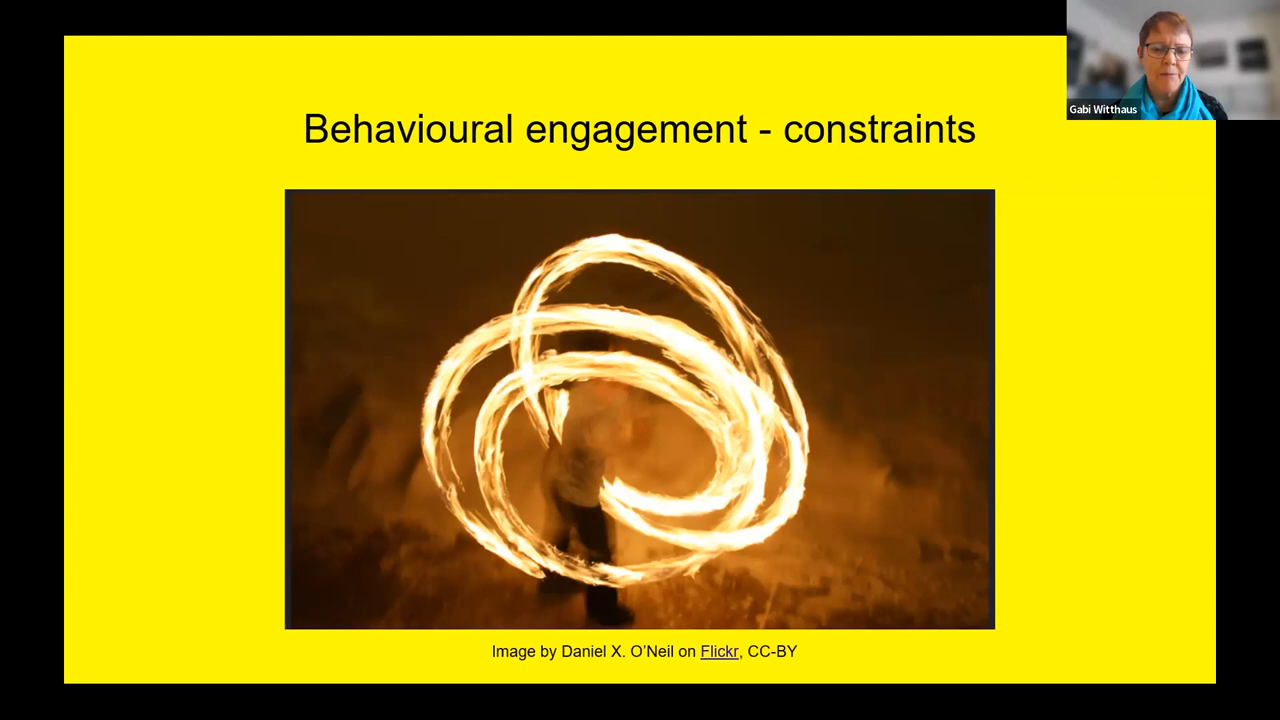 Gabi Witthaus
Behavioural engagement - constraints
Image by Daniel X. O'Neil on Flickr, CC-BY